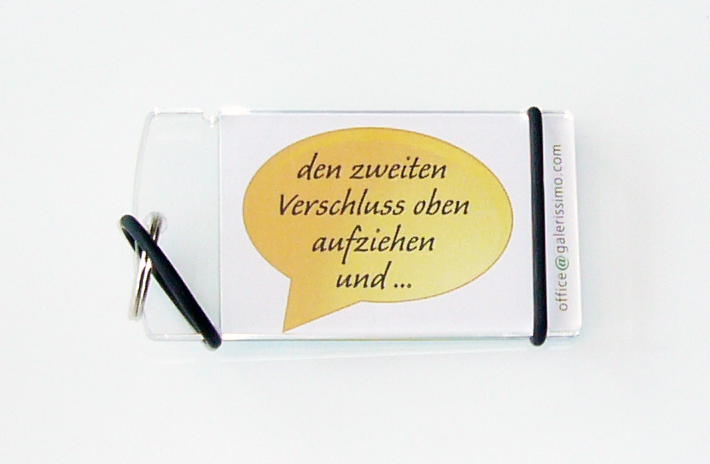 den zweiten
Verschluss oben
aufziehen
und ...
office@galerissimo.com